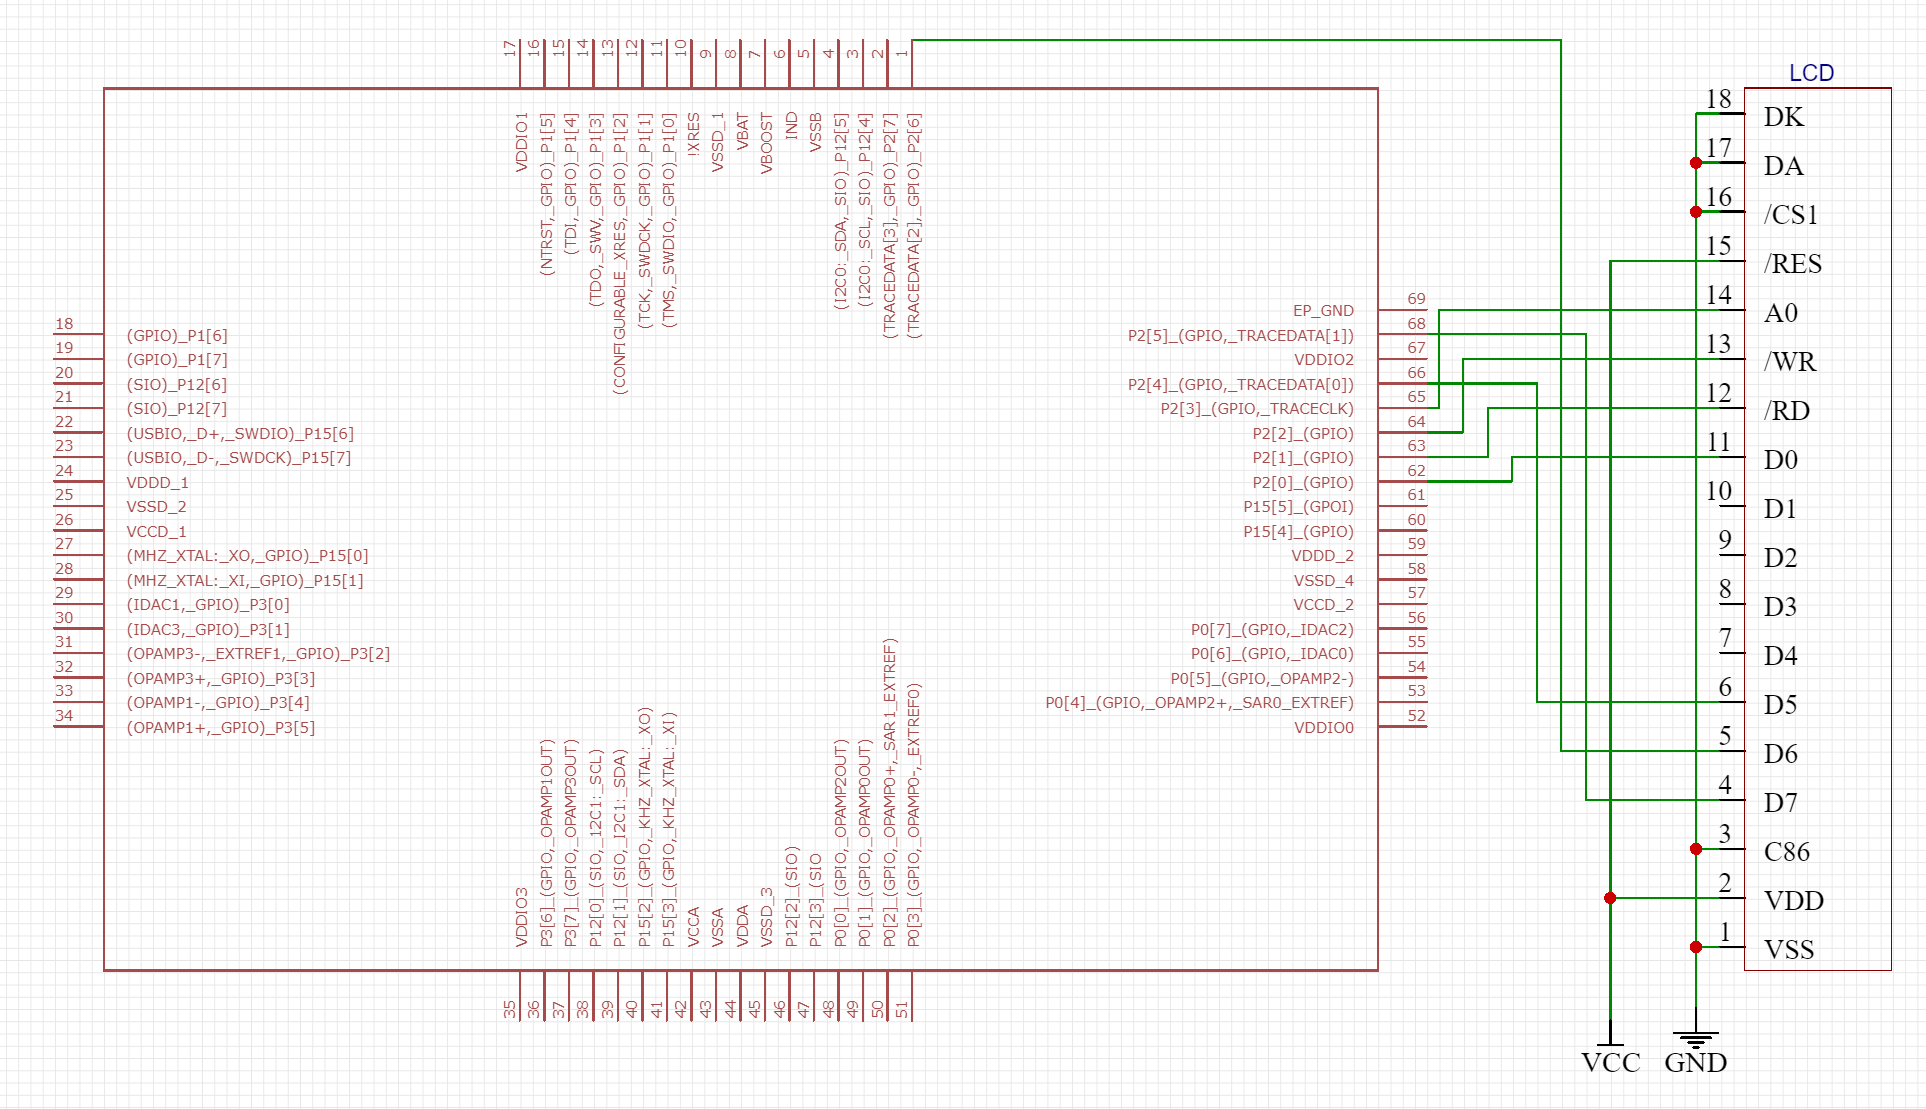 17
16
15
14
13
12
11
10
9
8
7
6
5
4
3
2
1
VDDIO1
(NTRST,_GPIO)_P1[5]
(TDI,_GPIO)_P1[4]
(TDO,_SWV,_GPIO)_P1[3]
(CONFIGURABLE_XRES,_GPIO)_P1[2]
(TCK,_SWDCK,_GPIO)_P1[1]
(TMS,_SWDIO,_GPIO)_P1[0]
!XRES
VSSD_1
VBAT
VBOOST
IND
VSSB
(I2C0:_SDA,_SIO)_P12[5]
(I2C0:_SCL,_SIO)_P12[4]
(TRACEDATA[3],_GPIO)_P2[7]
(TRACEDATA[2],_GPIO)_P2[6]
18 (GPIO)_P1[6]
19 (GPIO)_P1[7]
20 (SIO)_P12[6]
21 (SIO)_P12[7]
22 (USBIO,_D+,_SWDIO)_P15[6]
23 (USBIO,_D-,_SWDCK)_P15[7]
24 VDDD_1
25 VSSD_2
26 VCCD_1
27 (MHZ_XTAL:_XO,_GPIO)_P15[0]
28 (MHZ_XTAL:_XI,_GPIO)_P15[1]
29 (IDAC1,_GPIO)_P3[0]
30 (IDAC3,_GPIO)_P3[1]
31 (OPAMP3-,_EXTREF1,_GPIO)_P3[2]
32 (OPAMP3+,_GPIO)_P3[3]
33 (OPAMP1-,_GPIO)_P3[4]
34 (OPAMP1+,_GPIO)_P3[5]
EP_GND 69
P2[5]_(GPIO,_TRACEDATA[1]) 68
VDDIO2 67
P2[4]_(GPIO,_TRACEDATA[0]) 66
P2[3]_(GPIO,_TRACECLK) 65
P2[2]_(GPIO) 64
P2[1]_(GPIO) 63
P2[0]_(GPIO) 62
P15[5]_(GPOI) 61
P15[4]_(GPIO) 60
VDDD_2 59
VSSD_4 58
VCCD_2 57
P0[7]_(GPIO,_IDAC2) 56
P0[6]_(GPIO,_IDAC0) 55
P0[5]_(GPIO,_OPAMP2-) 54
P0[4]_(GPIO,_OPAMP2+,_SAR0_EXTREF) 53
VDDIO0 52
VDDIO3
P3[6]_(GPIO,_OPAMP1OUT)
P3[7]_(GPIO,_OPAMP3OUT)
P12[0]_(SIO,_12C1:_SCL)
P12[1]_(SIO,_I2C1:_SDA)
P15[2]_(GPIO,_KHZ_XTAL:_XO)
P15[3]_(GPIO,_KHZ_XTAL:_XI)
VCCA
VSSA
VDDA
VSSD_3
P12[2]_(SIO)
P12[3]_(SIO
P0[0]_(GPIO,_OPAMP2OUT)
P0[1]_(GPIO,_OPAMP0OUT)
P0[2]_(GPIO,_OPAMP0+,_SAR1_EXTREF)
P0[3]_(GPIO,_OPAMP0-,_EXTREF0)
35
36
37
38
39
40
41
42
43
44
45
46
47
48
49
50
51
LCD
18 DK
17 DA
16 /CS1
15 /RES
14 A0
13 /WR
12 /RD
11 D0
10 D1
9 D2
8 D3
7 D4
6 D5
5 D6
4 D7
3 C86
2 VDD
1 VSS
VCC
GND